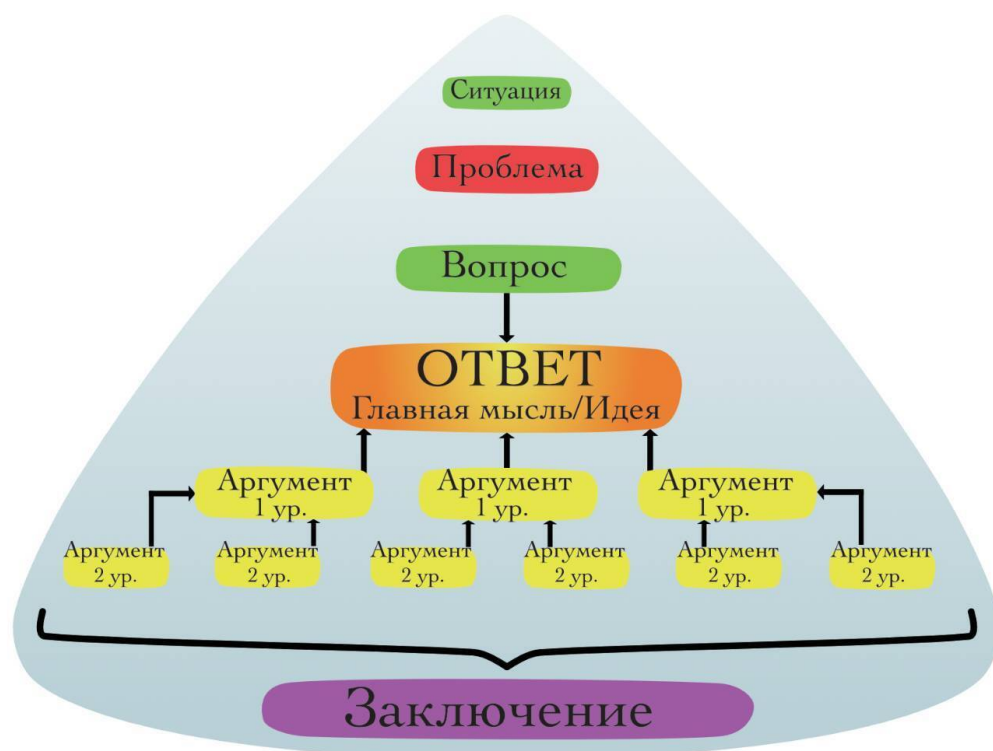 Ситуация
Проблема
Вопрос
ОТВЕТ
Главная мысль/Идея
Аргумент
1 ур.
Аргумент
1 ур.
Аргумент
1 ур.
Аргумент
2 ур.
Аргумент
2 ур.
Аргумент
2 ур.
Аргумент
2 ур.
Аргумент
2 ур.
Аргумент
2 ур.
Заключение